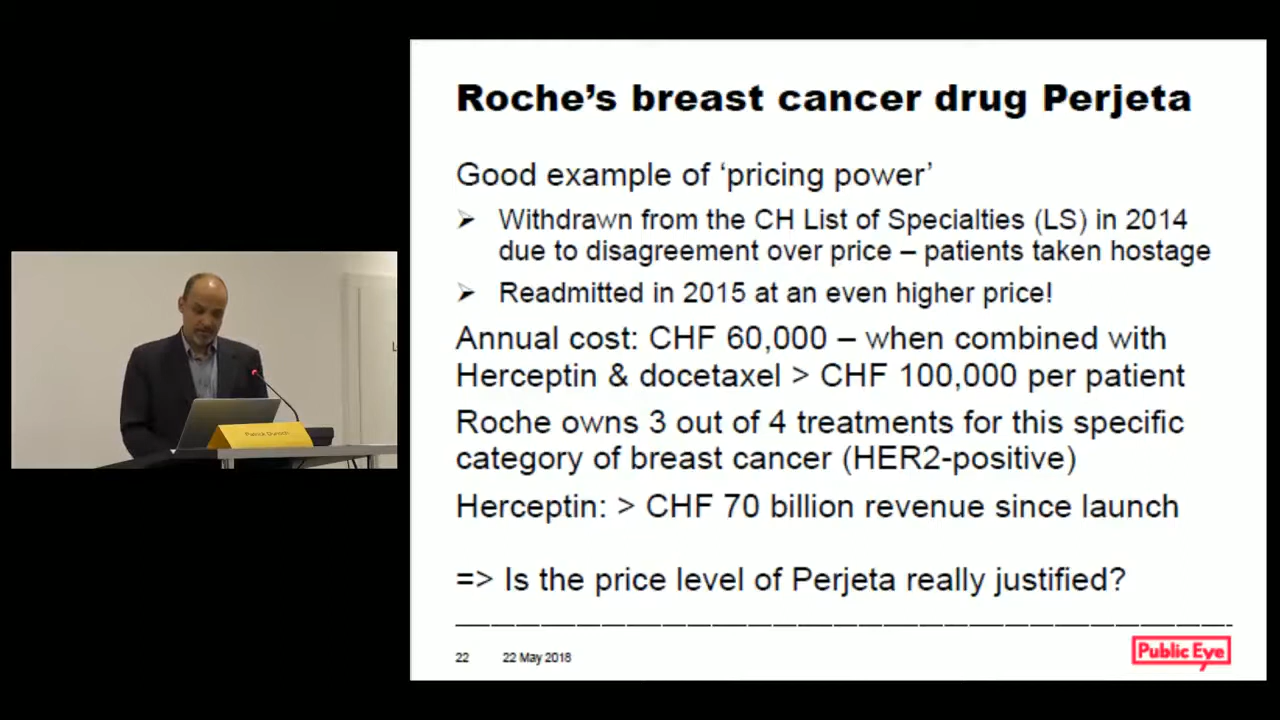 Roche’s breast cancer drug Perjeta
Good example of ‘pricing power’
➢ Withdrawn from the CH List of Specialties (LS) in 2014
due to disagreement over price – patients taken hostage
➢ Readmitted in 2015 at an even higher price!
Annual cost: CHF 60,000 – when combined with
Herceptin & docetaxel > CHF 100,000 per patient
Roche owns 3 out of 4 treatments for this specific
category of breast cancer (HER2-positive)
Herceptin: > CHF 70 billion revenue since launch
=> Is the price level of Perjeta really justified?
22 22 May 2018
Public Eye
Patrick Durisch
L